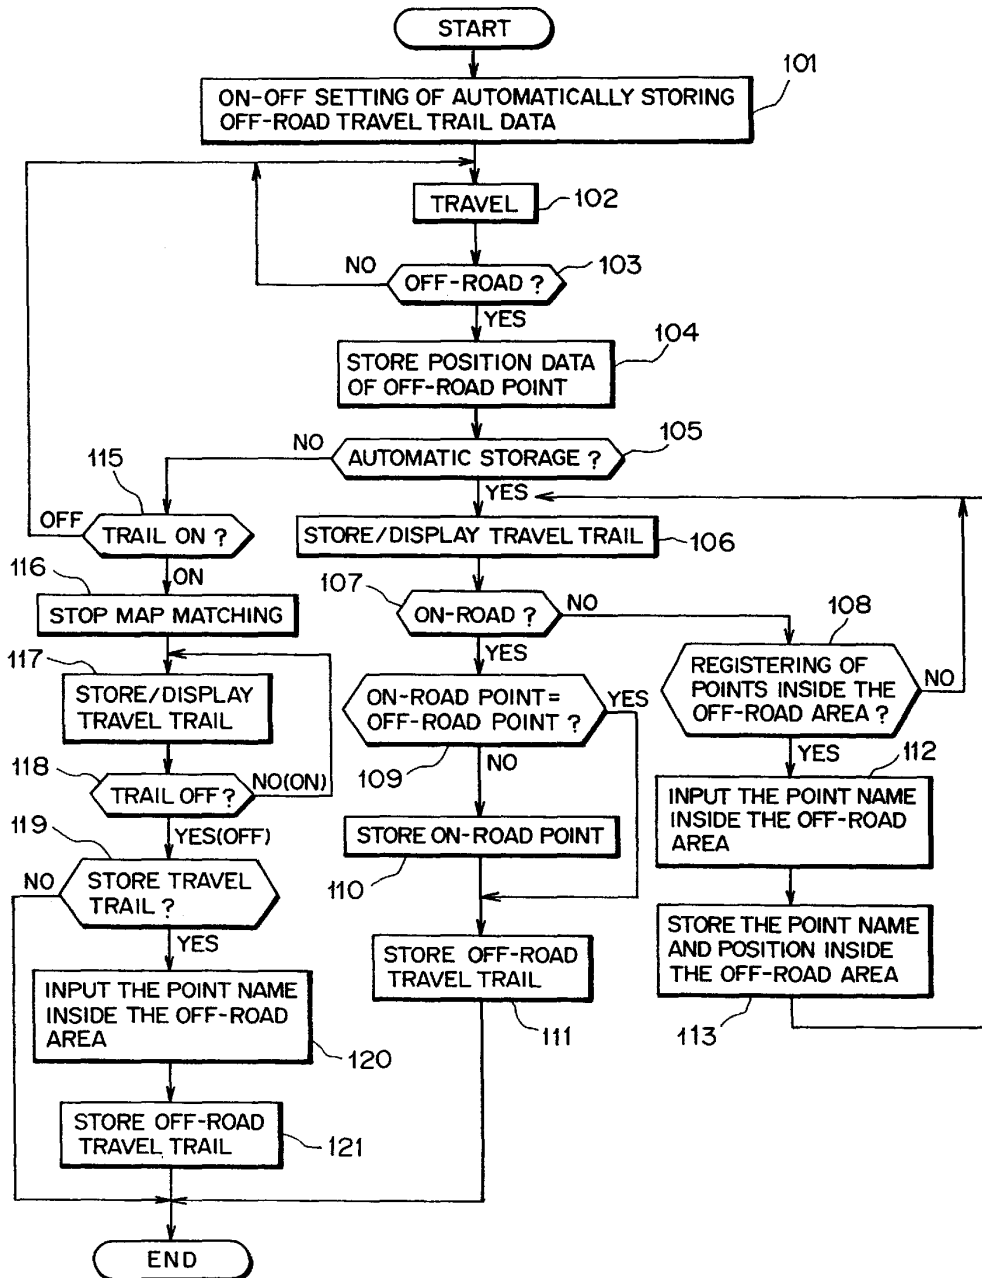 START
101
ON-OFF SETTING OF AUTOMATICALLY STORING
OFF-ROAD TRAVEL TRAIL DATA
TRAVEL
102
NO
OFF-ROAD ?
103
YES
104
STORE POSITION DATA
OF OFF-ROAD POINT
NO
AUTOMATIC STORAGE ?
105
YES
115
OFF
TRAIL ON ?
ON
116
STOP MAP MATCHING
117
STORE/DISPLAY
TRAVEL TRAIL
118
TRAIL OFF ?
NO(ON)
YES(OFF)
119
NO
STORE TRAVEL
TRAIL ?
YES
INPUT THE POINT NAME
INSIDE THE OFF-ROAD
AREA
120
STORE OFF-ROAD
TRAVEL TRAIL
121
STORE/DISPLAY TRAVEL TRAIL
106
107
ON-ROAD ?
NO
YES
ON-ROAD POINT =
OFF-ROAD POINT ?
YES
109
NO
STORE ON-ROAD POINT
110
STORE OFF-ROAD
TRAVEL TRAIL
111
108
REGISTERING OF
POINTS INSIDE THE
OFF-ROAD AREA ?
NO
YES
112
INPUT THE POINT NAME
INSIDE THE OFF-ROAD
AREA
STORE THE POINT NAME
AND POSITION INSIDE
THE OFF-ROAD AREA
113
END